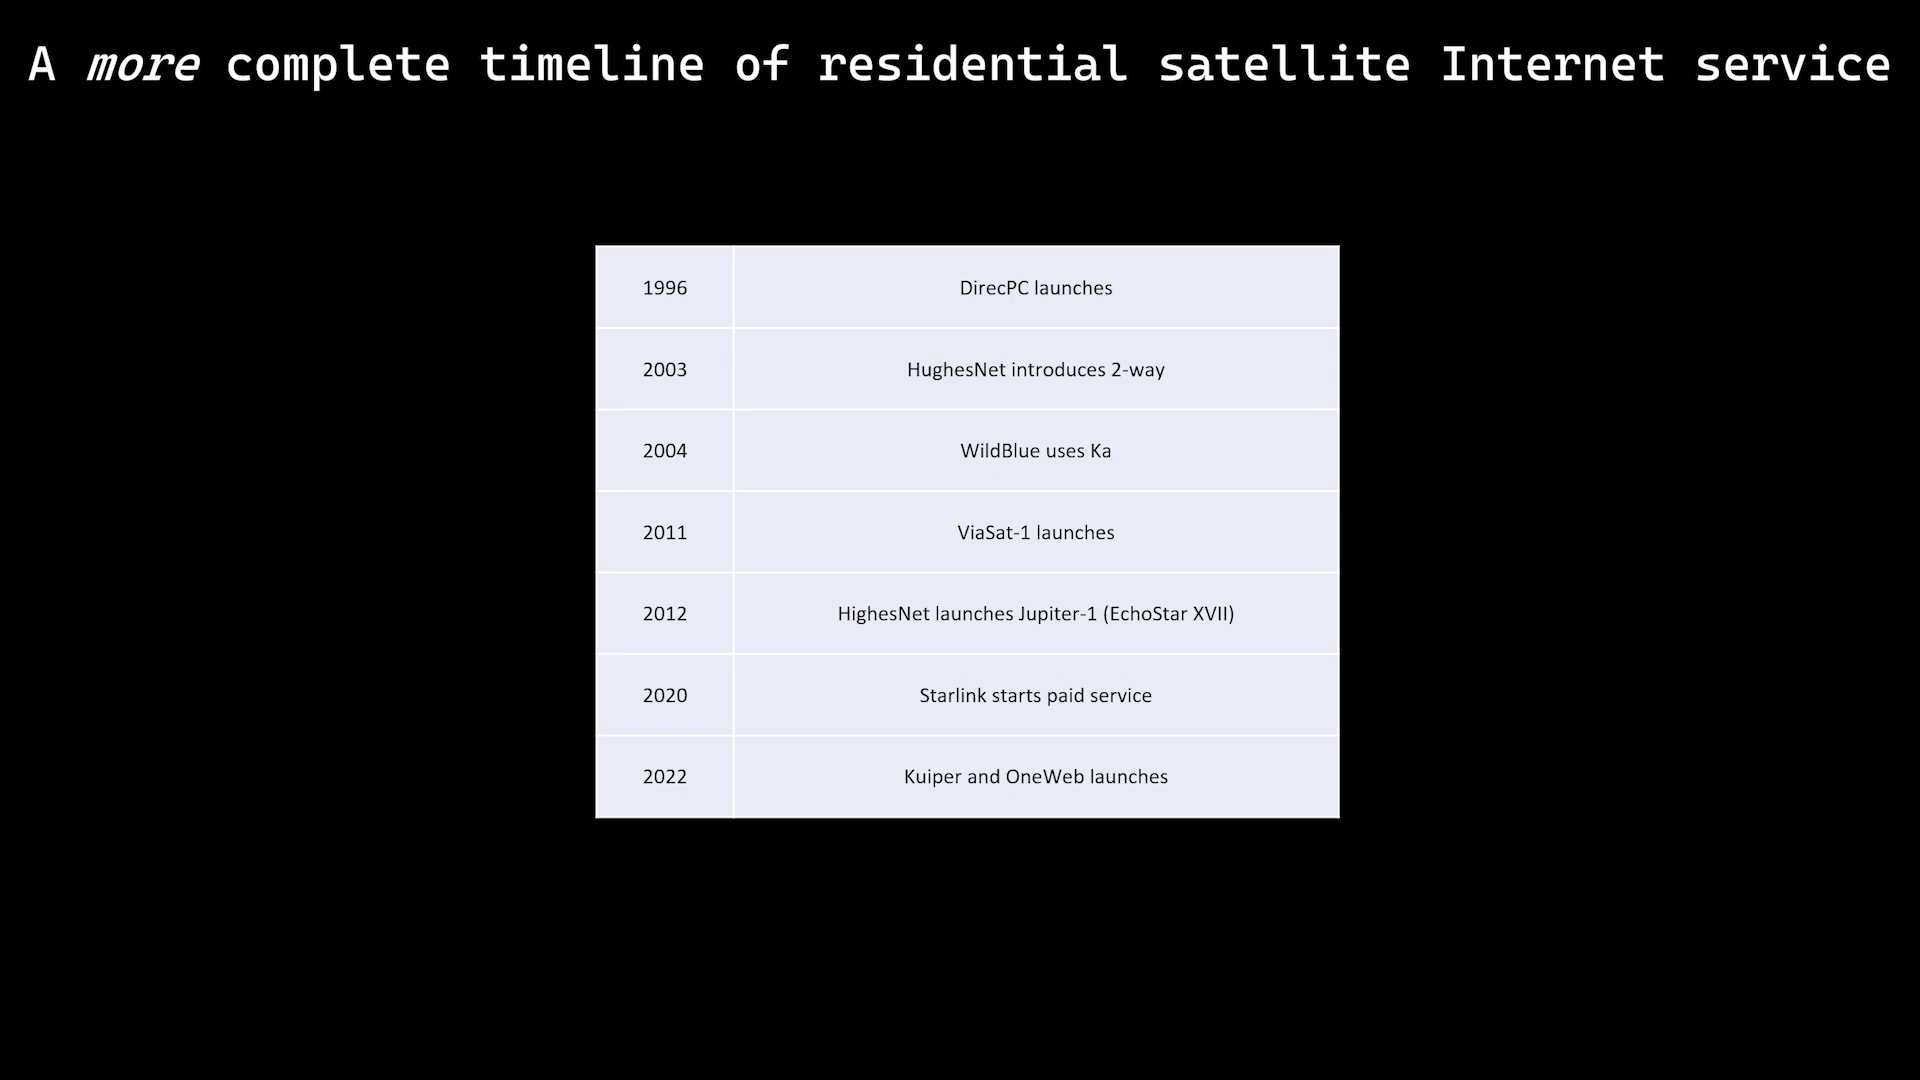 A more complete timeline of residential satellite Internet service
1996 DirecPC launches
2003 HughesNet introduces 2-way
2004 WildBlue uses Ka
2011 ViaSat-1 launches
2012 HighesNet launches Jupiter-1 (EchoStar XVII)
2020 Starlink starts paid service
2022 Kuiper and OneWeb launches